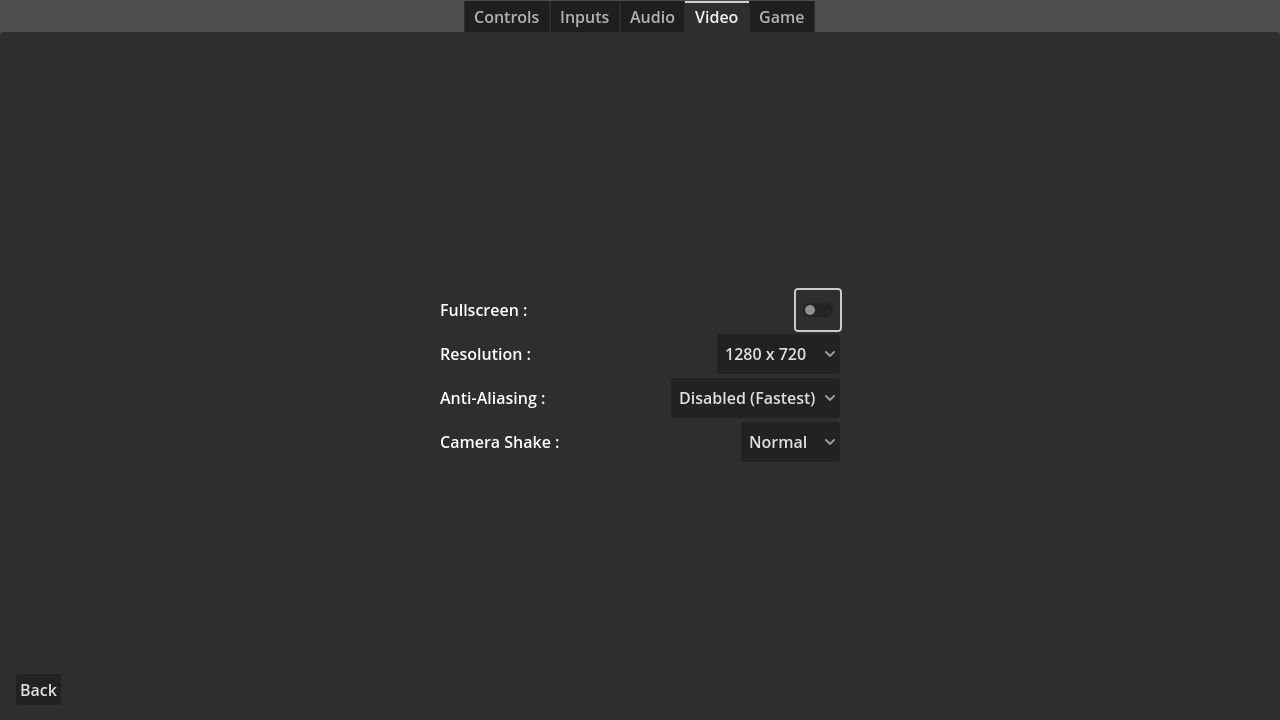 Controls Inputs Audio Video Game
Fullscreen :
Resolution : 1280 x 720
Anti-Aliasing : Disabled (Fastest)
Camera Shake : Normal
Back